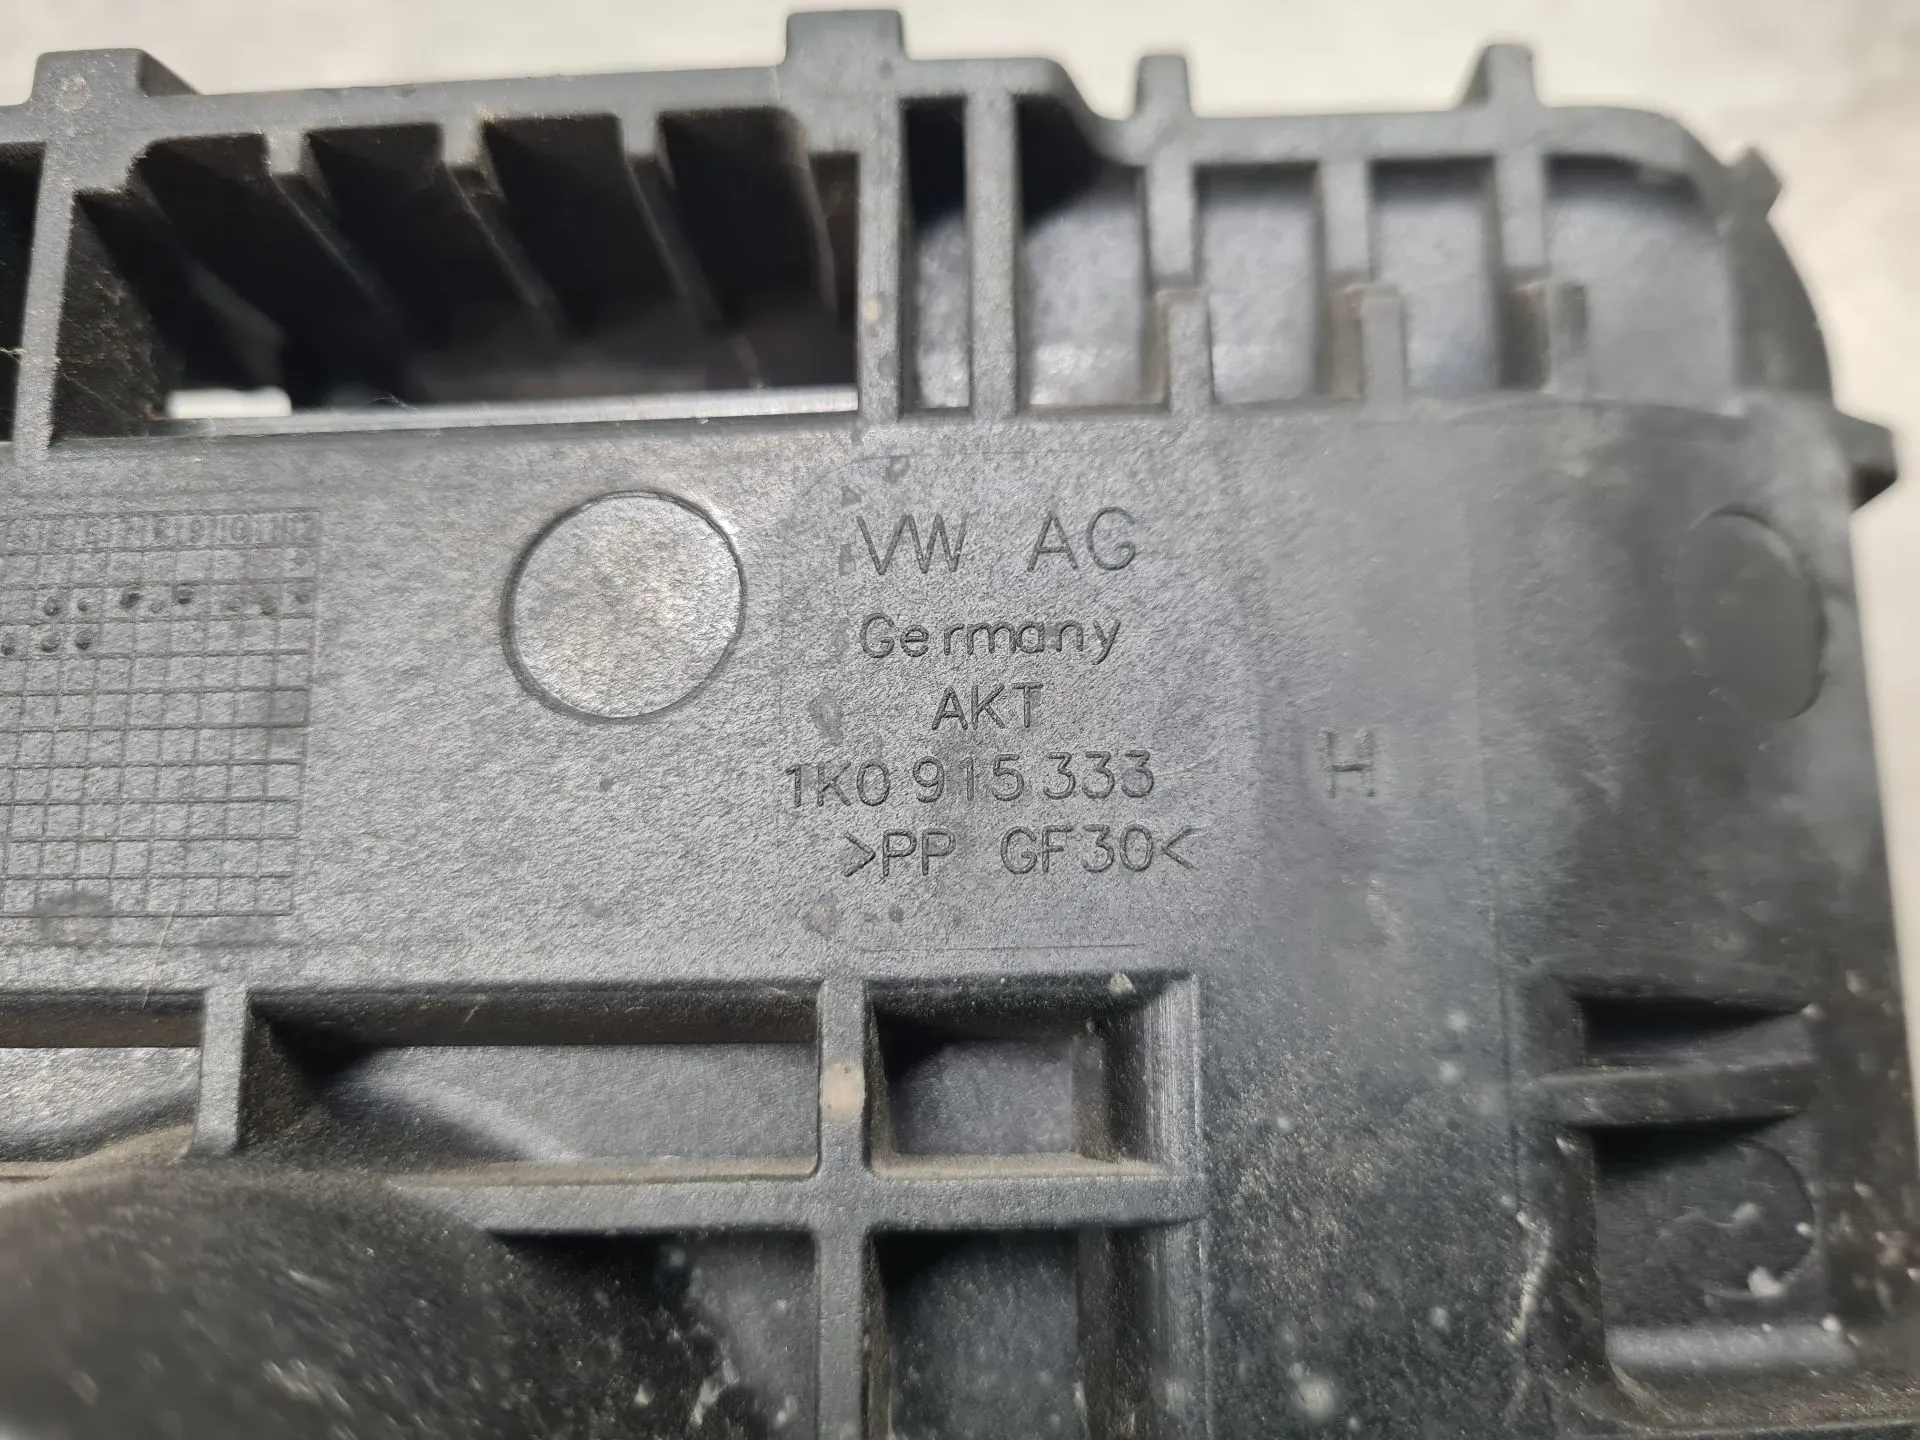 VW AG
Germany
AKT
1K0 915 333 H
>PP GF30<